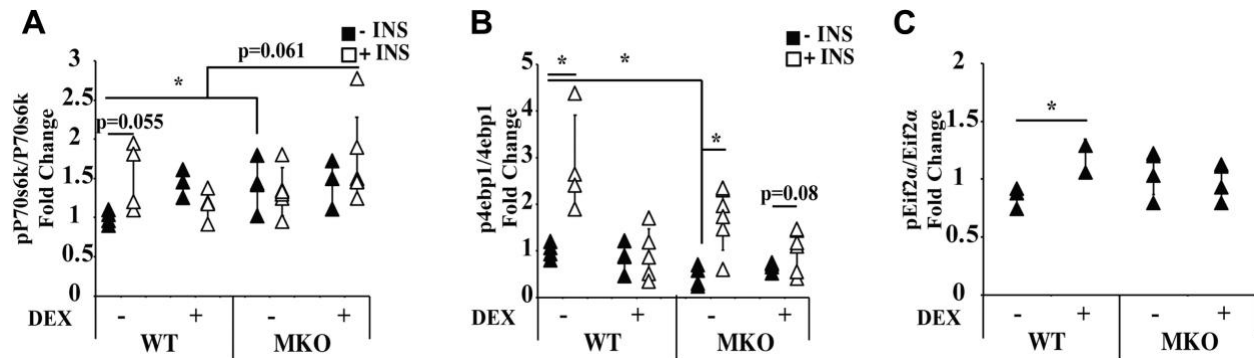 A
▲ - INS
△ + INS
p=0.061
*
p=0.055
pP70s6k/P70s6k
Fold Change
3
2.5
2
1.5
1
0.5
0
DEX
- + - +
WT MKO
B
▲ - INS
△ + INS
* *
*
p=0.08
p4ebp1/4ebp1
Fold Change
5
4
3
2
1
0
DEX
- + - +
WT MKO
C
*
pEif2α/Eif2α
Fold Change
2
1.5
1
0.5
0
DEX
- + - +
WT MKO